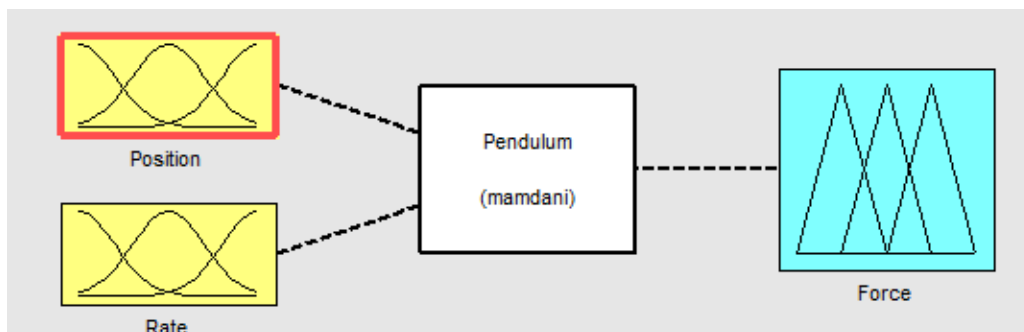 Position
Rate
Pendulum
(mamdani)
Force